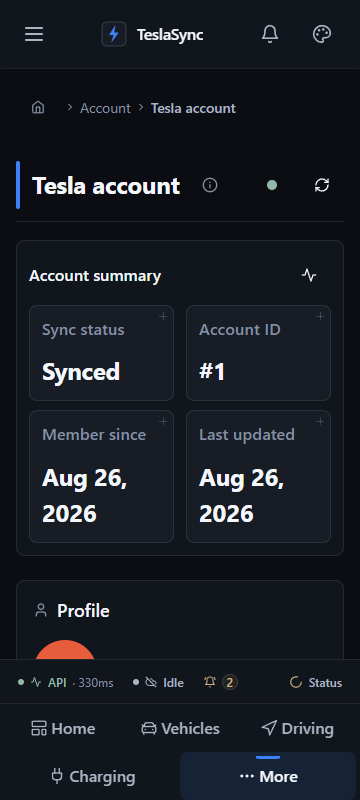 TeslaSync
Account
Tesla account
Tesla account
Account summary
Sync status
Synced
Account ID
#1
Member since
Aug 26,
2026
Last updated
Aug 26,
2026
Profile
API · 330ms
Idle
2
Status
Home
Vehicles
Driving
Charging
More